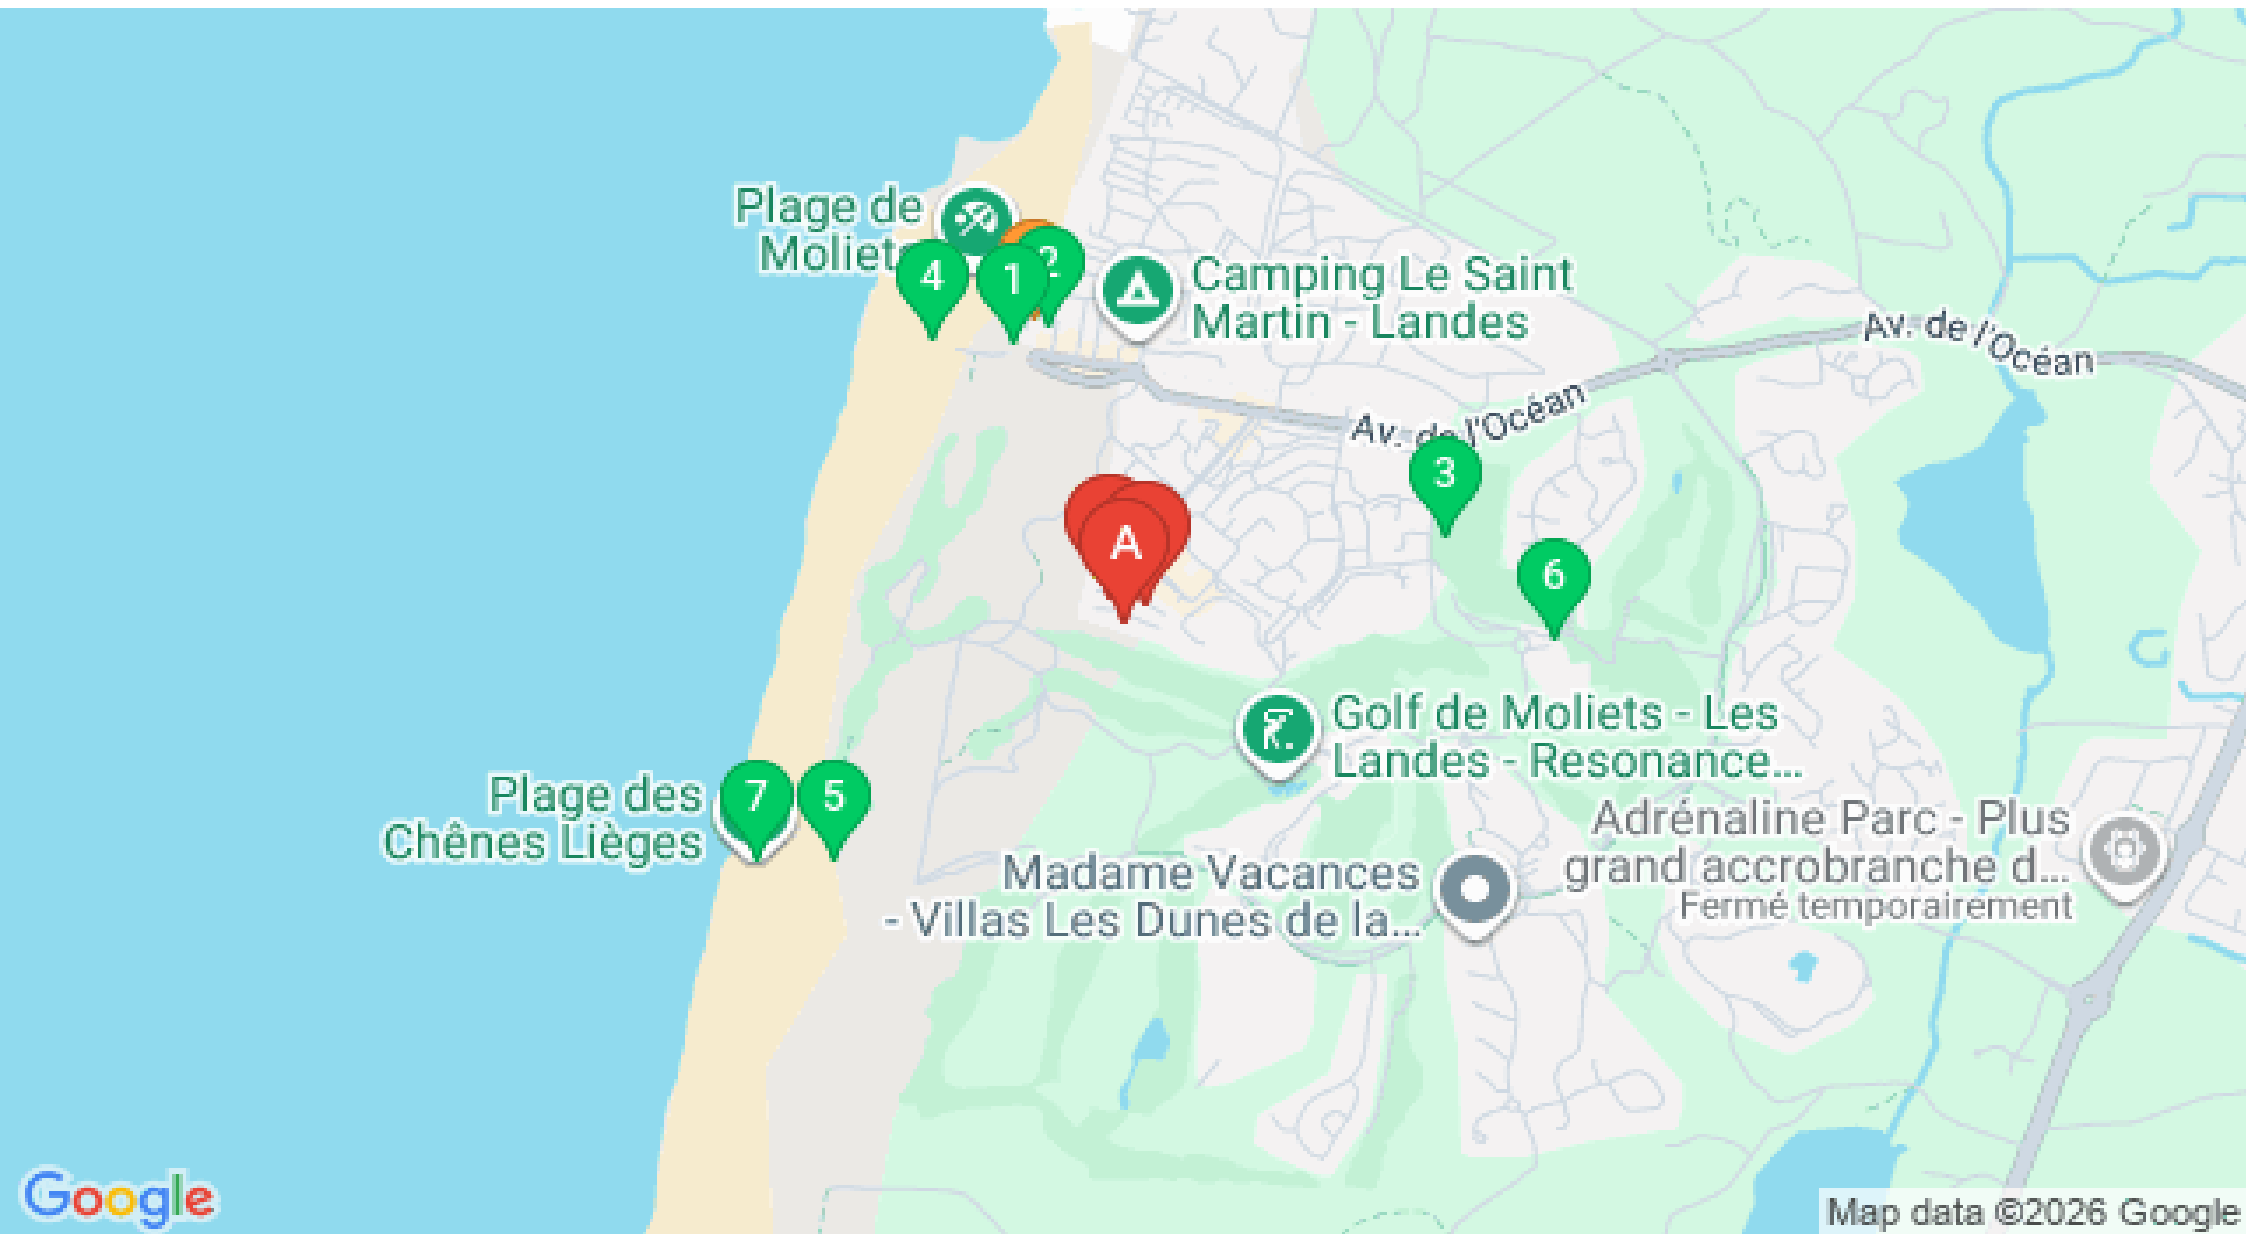 Plage de
Moliets
4
1
2
Camping Le Saint
Martin - Landes
Av. de l'Océan
Av. de l'Océan
3
A
6
Golf de Moliets - Les
Landes - Resonance...
Plage des
Chênes Lièges
7
5
Adrénaline Parc - Plus
grand accrobranche d...
Fermé temporairement
Madame Vacances
- Villas Les Dunes de la...
Google
Map data ©2026 Google